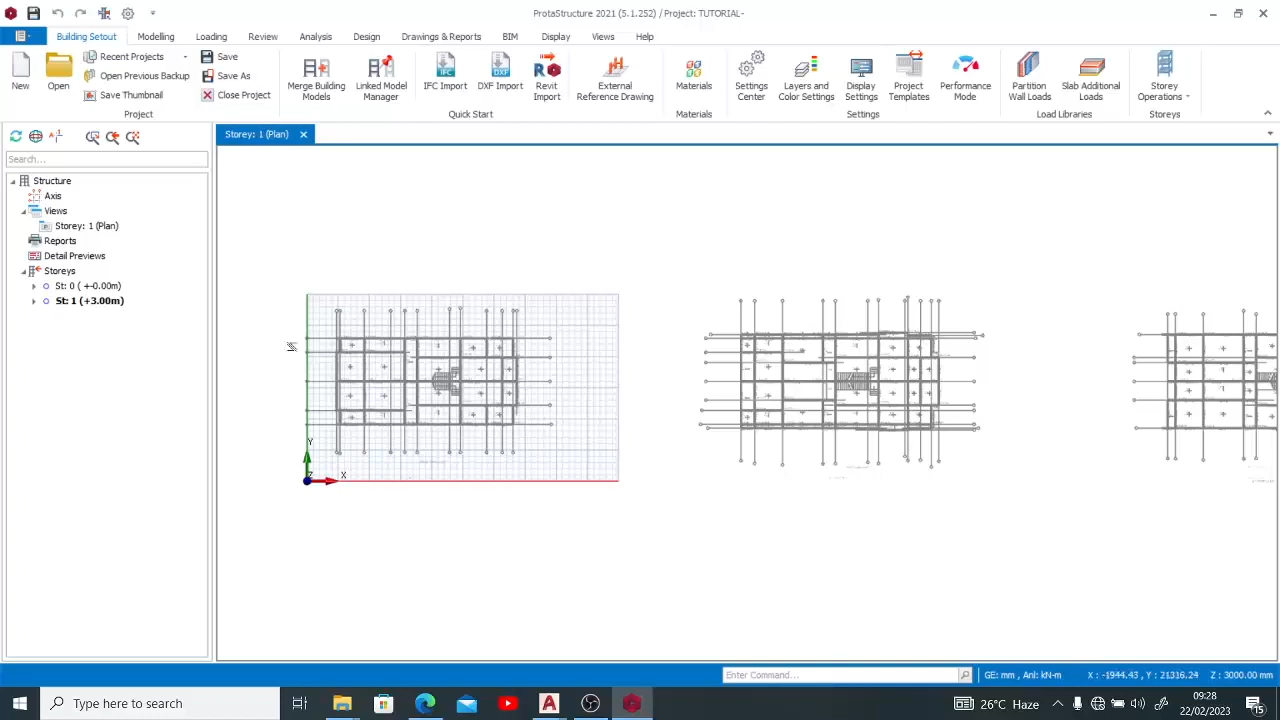 ProtaStructure 2021 (5.1.252) / Project: TUTORIAL-
Building Setout Modelling Loading Review Analysis Design Drawings & Reports BIM Display Views Help
New
Open
Recent Projects
Open Previous Backup
Save Thumbnail
Save
Save As
Close Project
Project
Merge Building Models
Linked Model Manager
IFC Import
DXF Import
Revit Import
External Reference Drawing
Quick Start
Materials
Materials
Settings Center
Layers and Color Settings
Display Settings
Project Templates
Performance Mode
Settings
Partition Wall Loads
Slab Additional Loads
Load Libraries
Storey Operations
Storeys
Search...
Structure
Axis
Views
Storey: 1 (Plan)
Reports
Detail Previews
Storeys
St: 0 ( +-0.00m)
St: 1 (+3.00m)
Storey: 1 (Plan)
Y
Z
X
Enter Command...
GE: mm , Anl: kN-m
X : -1944.43 , Y : 21316.24
Z : 3000.00 mm
Type here to search
26°C Haze
09:28
22/02/2023